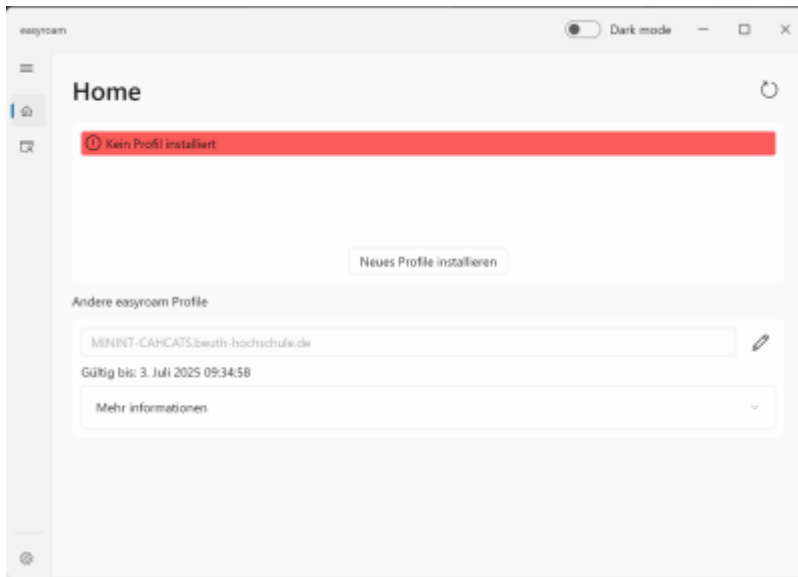 easyroam
Dark mode
Home
Kein Profil installiert
Neues Profile installieren
Andere easyroam Profile
MININT-CAHCATS.beuth-hochschule.de
Gültig bis: 3. Juli 2025 09:34:58
Mehr informationen